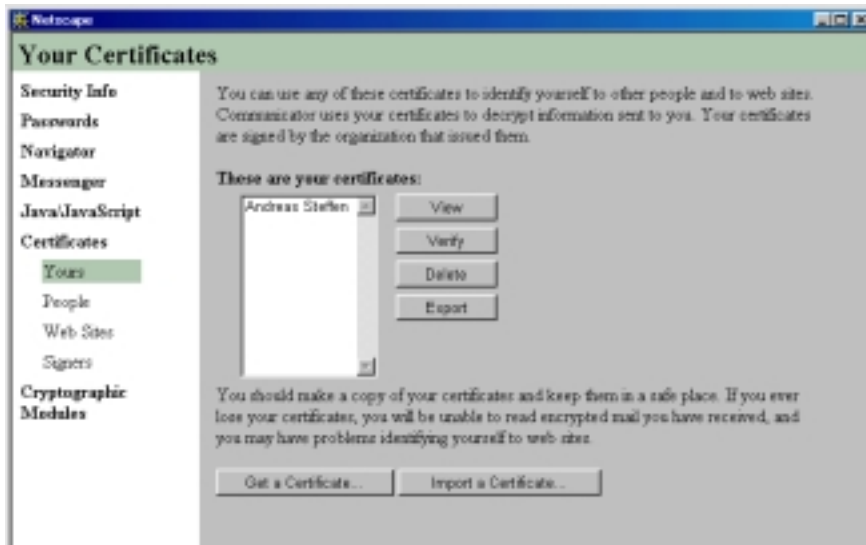 Netscape
Your Certificates
Security Info
Passwords
Navigator
Messenger
Java/JavaScript
Certificates
Yours
People
Web Sites
Signers
Cryptographic
Modules
You can use any of these certificates to identify yourself to other people and to web sites.
Communicator uses your certificates to decrypt information sent to you. Your certificates
are signed by the organization that issued them.
These are your certificates:
Andreas Steffen
View
Verify
Delete
Export
You should make a copy of your certificates and keep them in a safe place. If you ever
lose your certificates, you will be unable to read encrypted mail you have received, and
you may have problems identifying yourself to web sites.
Get a Certificate...
Import a Certificate...